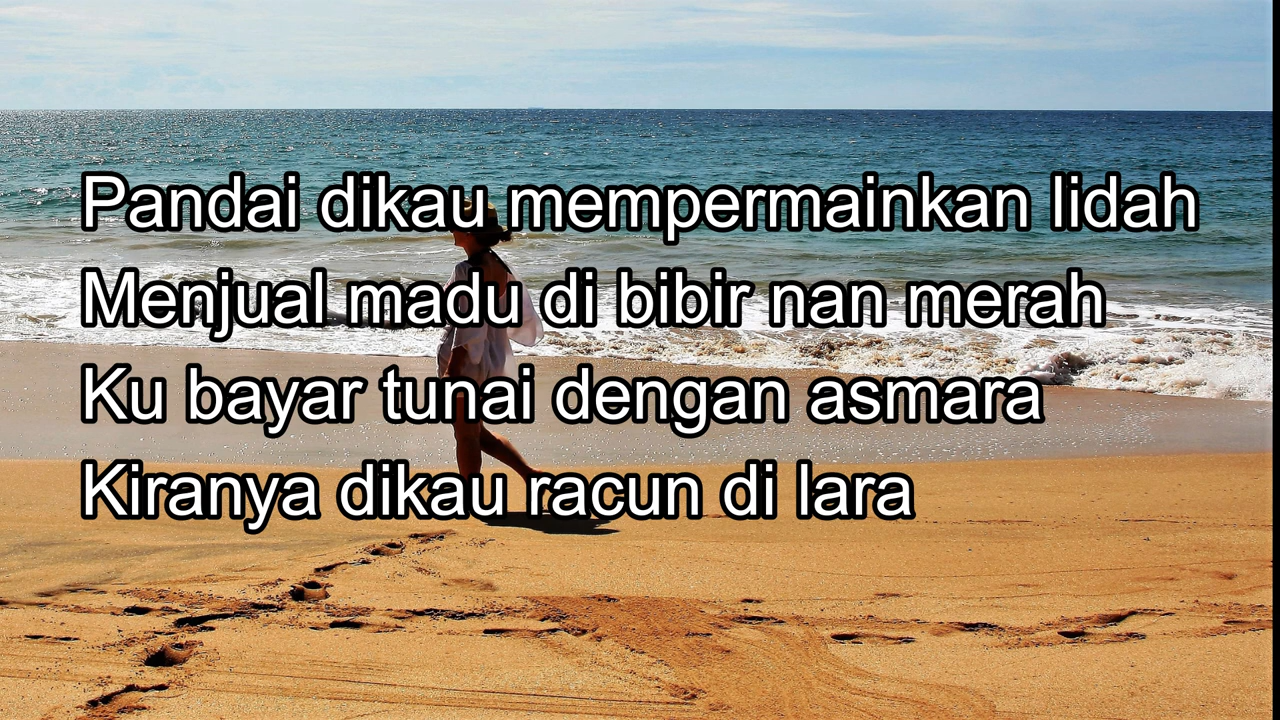 Pandai dikau mempermainkan lidah
Menjual madu di bibir nan merah
Ku bayar tunai dengan asmara
Kiranya dikau racun di lara